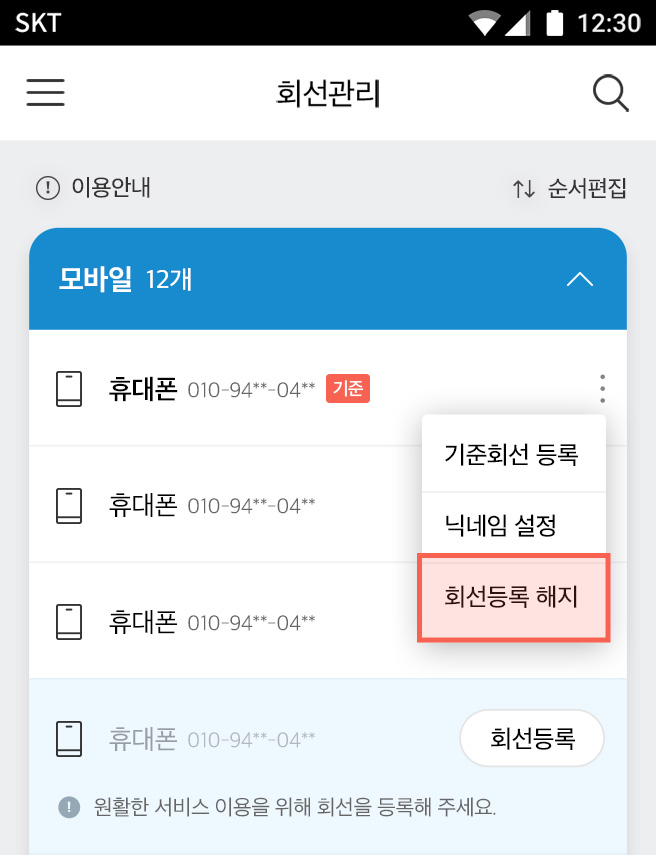 SKT 12:30
회선관리
이용안내 순서편집
모바일 12개
휴대폰 010-94**-04** 기준
기준회선 등록
휴대폰 010-94**-04**
닉네임 설정
회선등록 해지
휴대폰 010-94**-04**
휴대폰 010-94**-04** 회선등록
원활한 서비스 이용을 위해 회선을 등록해 주세요.